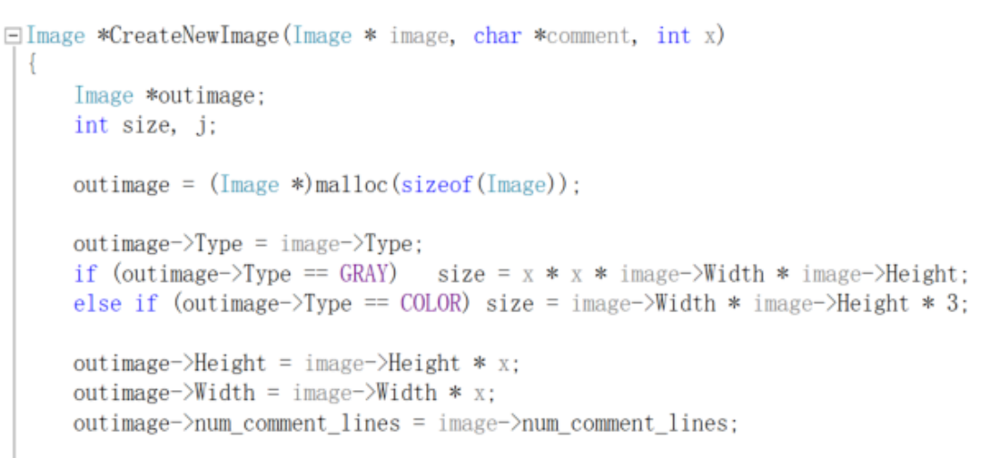 Image *CreateNewImage(Image * image, char *comment, int x)
{
Image *outimage;
int size, j;
outimage = (Image *)malloc(sizeof(Image));
outimage->Type = image->Type;
if (outimage->Type == GRAY)   size = x * x * image->Width * image->Height;
else if (outimage->Type == COLOR) size = image->Width * image->Height * 3;
outimage->Height = image->Height * x;
outimage->Width = image->Width * x;
outimage->num_comment_lines = image->num_comment_lines;